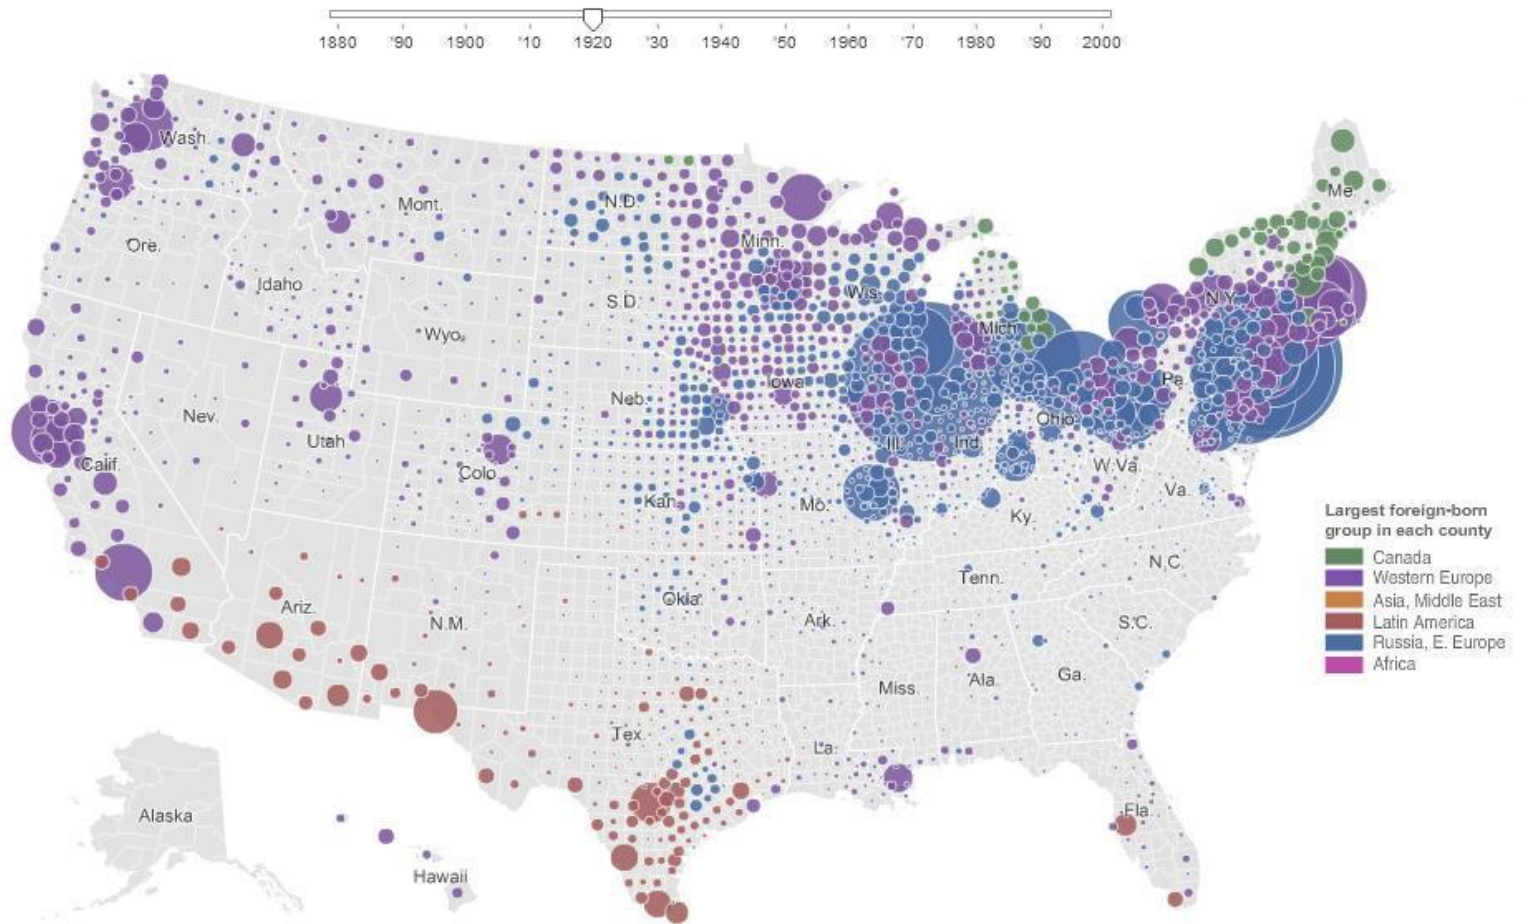 1880 '90 1900 '10 1920 '30 1940 '50 1960 '70 1980 '90 2000
Wash.
Me.
Mont.
N.D.
Minn.
Ore.
Idaho
Wis.
N.Y.
S.D.
Mich
Wyo.
Iowa
Pa.
Neb.
Nev.
Ohio
Utah
Ill.
Ind.
Calif.
Colo
W.Va.
Kan.
Mo.
Va.
Ky.
Largest foreign-born
group in each county
Canada
Western Europe
Asia, Middle East
Latin America
Russia, E. Europe
Africa
N.C.
Tenn.
Okla.
Ariz.
N.M.
Ark.
S.C.
Miss.
Ala.
Ga.
Tex.
La.
Alaska
Fla.
Hawaii